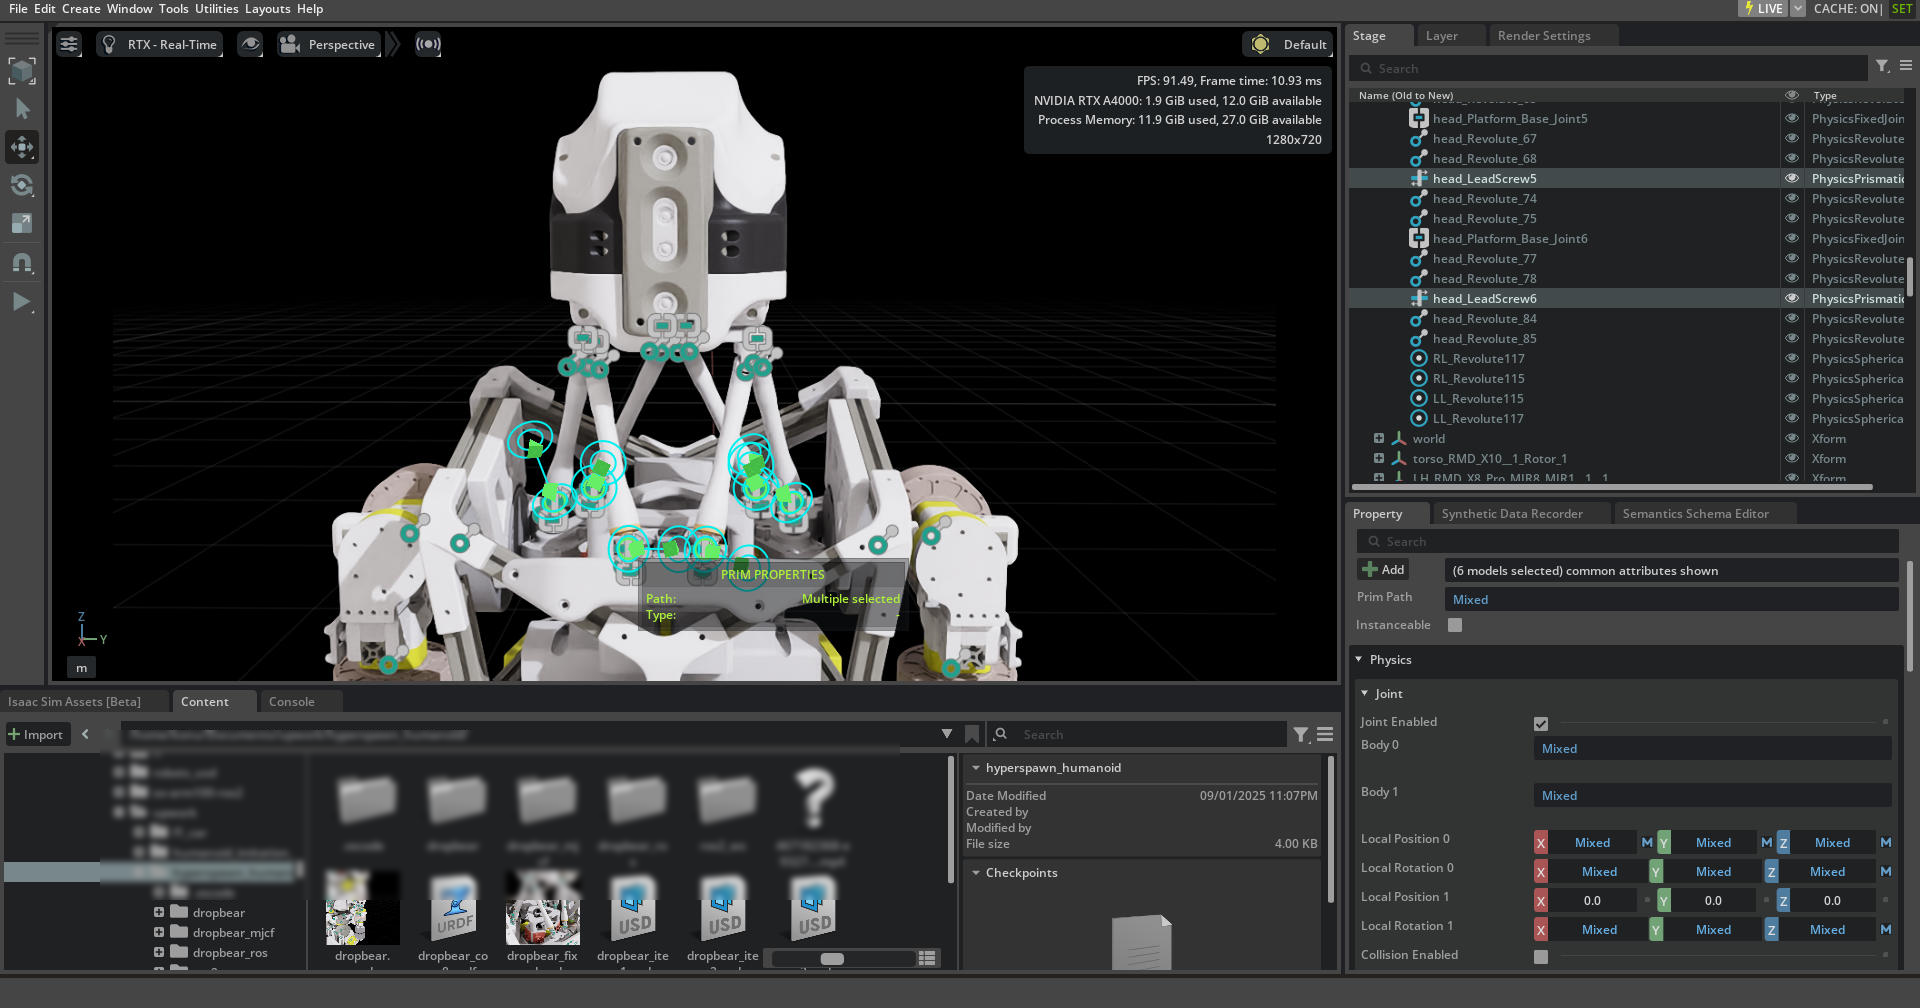 File Edit Create Window Tools Utilities Layouts Help
LIVE
CACHE: ON|
SET
RTX - Real-Time
Perspective
Default
FPS: 91.49, Frame time: 10.93 ms
NVIDIA RTX A4000: 1.9 GiB used, 12.0 GiB available
Process Memory: 11.9 GiB used, 27.0 GiB available
1280x720
PRIM PROPERTIES
Path: Multiple selected
Type: -
Z
X
Y
m
Stage
Layer
Render Settings
Search
Name (Old to New)
Type
head_Platform_Base_Joint5 PhysicsFixedJoin
head_Revolute_67 PhysicsRevolute
head_Revolute_68 PhysicsRevolute
head_LeadScrew5 PhysicsPrismatic
head_Revolute_74 PhysicsRevolute
head_Revolute_75 PhysicsRevolute
head_Platform_Base_Joint6 PhysicsFixedJoin
head_Revolute_77 PhysicsRevolute
head_Revolute_78 PhysicsRevolute
head_LeadScrew6 PhysicsPrismatic
head_Revolute_84 PhysicsRevolute
head_Revolute_85 PhysicsRevolute
RL_Revolute117 PhysicsSpherica
RL_Revolute115 PhysicsSpherica
LL_Revolute115 PhysicsSpherica
LL_Revolute117 PhysicsSpherica
world Xform
torso_RMD_X10__1_Rotor_1 Xform
LH_RMD_X8_Pro_MIR8_MIR1_1_1 Xform
Property
Synthetic Data Recorder
Semantics Schema Editor
Search
Add
(6 models selected) common attributes shown
Prim Path Mixed
Instanceable
Physics
Joint
Joint Enabled
Body 0 Mixed
Body 1 Mixed
Local Position 0 X Mixed M Y Mixed M Z Mixed M
Local Rotation 0 X Mixed Y Mixed Z Mixed M
Local Position 1 X 0.0 Y 0.0 Z 0.0
Local Rotation 1 X Mixed Y Mixed Z Mixed M
Collision Enabled
Isaac Sim Assets [Beta]
Content
Console
Import
Search
dropbear
dropbear_mjcf
dropbear_ros
URDF
USD
USD
USD
dropbear.
dropbear_co
dropbear_fix
dropbear_ite
dropbear_ite
hyperspawn_humanoid
Date Modified 09/01/2025 11:07PM
Created by
Modified by
File size 4.00 KB
Checkpoints